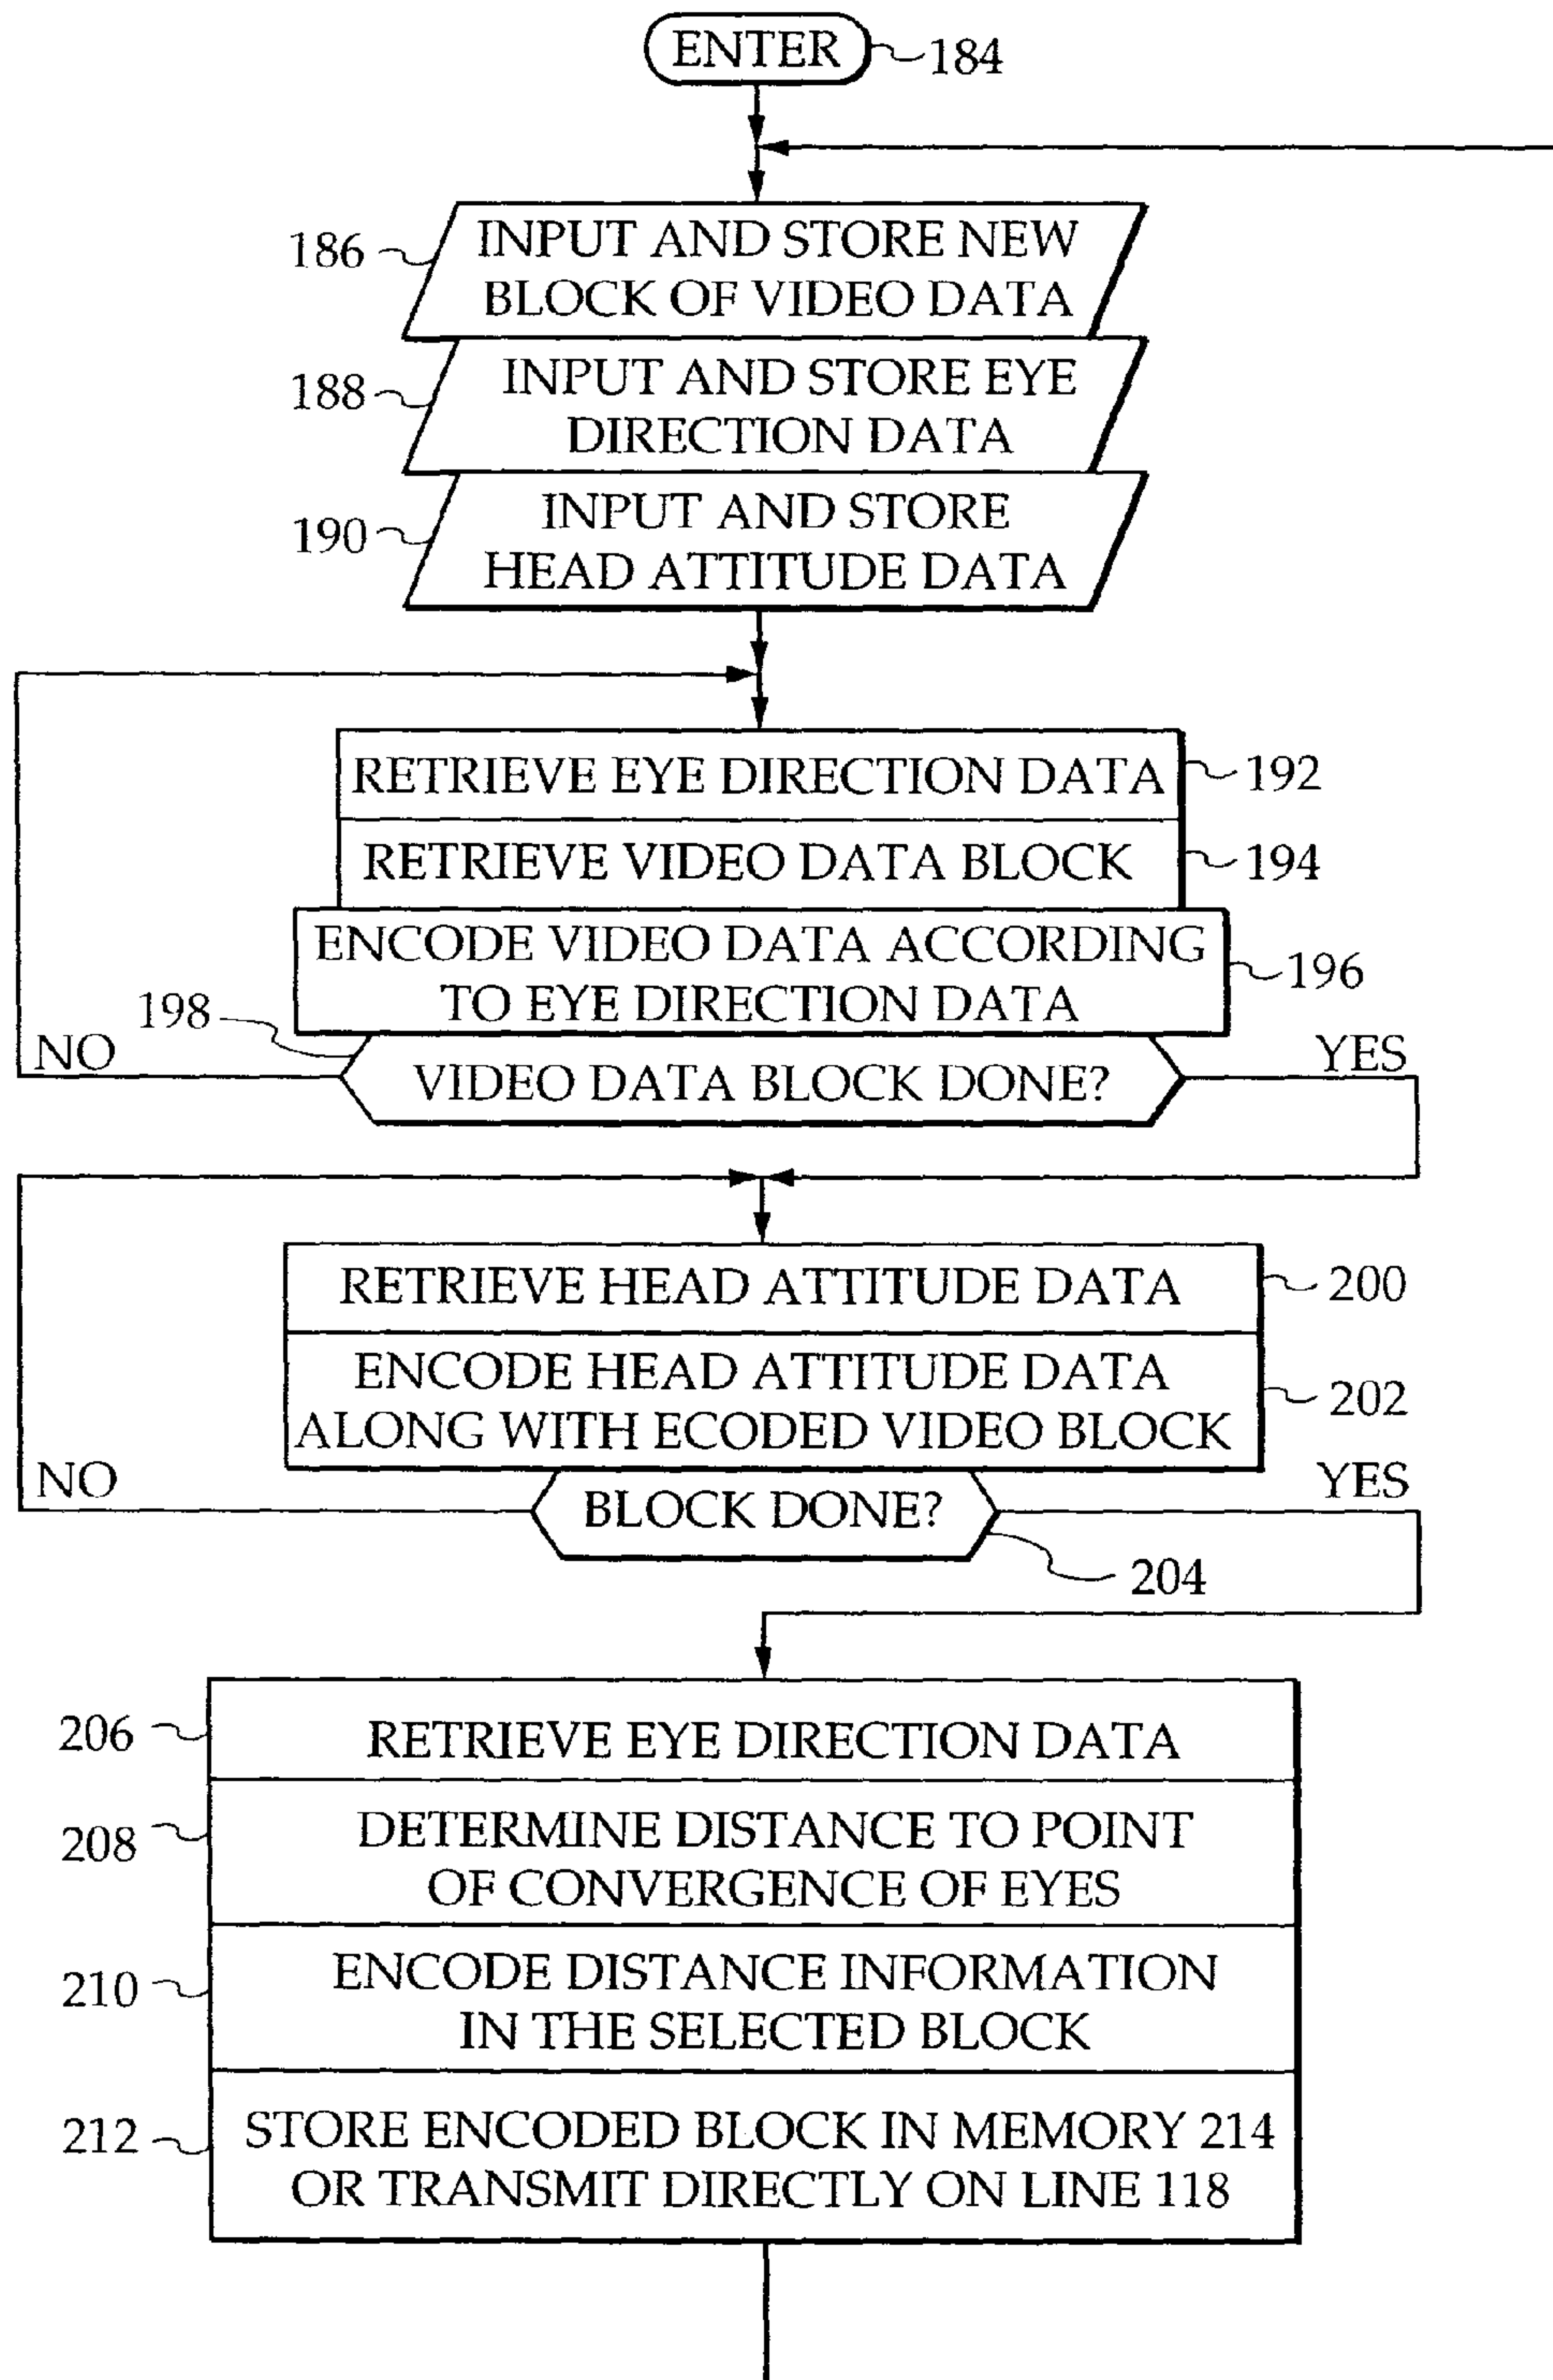 ENTER
184
186
INPUT AND STORE NEW
BLOCK OF VIDEO DATA
188
INPUT AND STORE EYE
DIRECTION DATA
190
INPUT AND STORE
HEAD ATTITUDE DATA
RETRIEVE EYE DIRECTION DATA
192
RETRIEVE VIDEO DATA BLOCK
194
ENCODE VIDEO DATA ACCORDING
TO EYE DIRECTION DATA
196
198
NO
VIDEO DATA BLOCK DONE?
YES
RETRIEVE HEAD ATTITUDE DATA
200
ENCODE HEAD ATTITUDE DATA
ALONG WITH ECODED VIDEO BLOCK
202
NO
BLOCK DONE?
YES
204
206
RETRIEVE EYE DIRECTION DATA
208
DETERMINE DISTANCE TO POINT
OF CONVERGENCE OF EYES
210
ENCODE DISTANCE INFORMATION
IN THE SELECTED BLOCK
212
STORE ENCODED BLOCK IN MEMORY 214
OR TRANSMIT DIRECTLY ON LINE 118